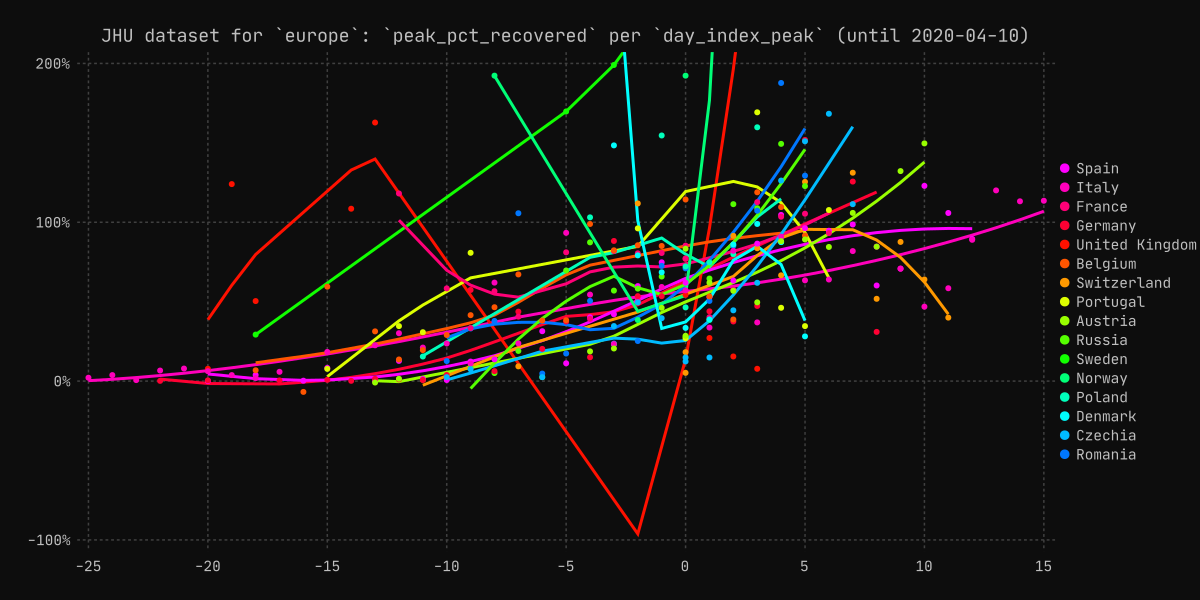 JHU dataset for `europe`: `peak_pct_recovered` per `day_index_peak` (until 2020-04-10)
200%
100%
0%
-100%
-25 -20 -15 -10 -5 0 5 10 15
Spain
Italy
France
Germany
United Kingdom
Belgium
Switzerland
Portugal
Austria
Russia
Sweden
Norway
Poland
Denmark
Czechia
Romania